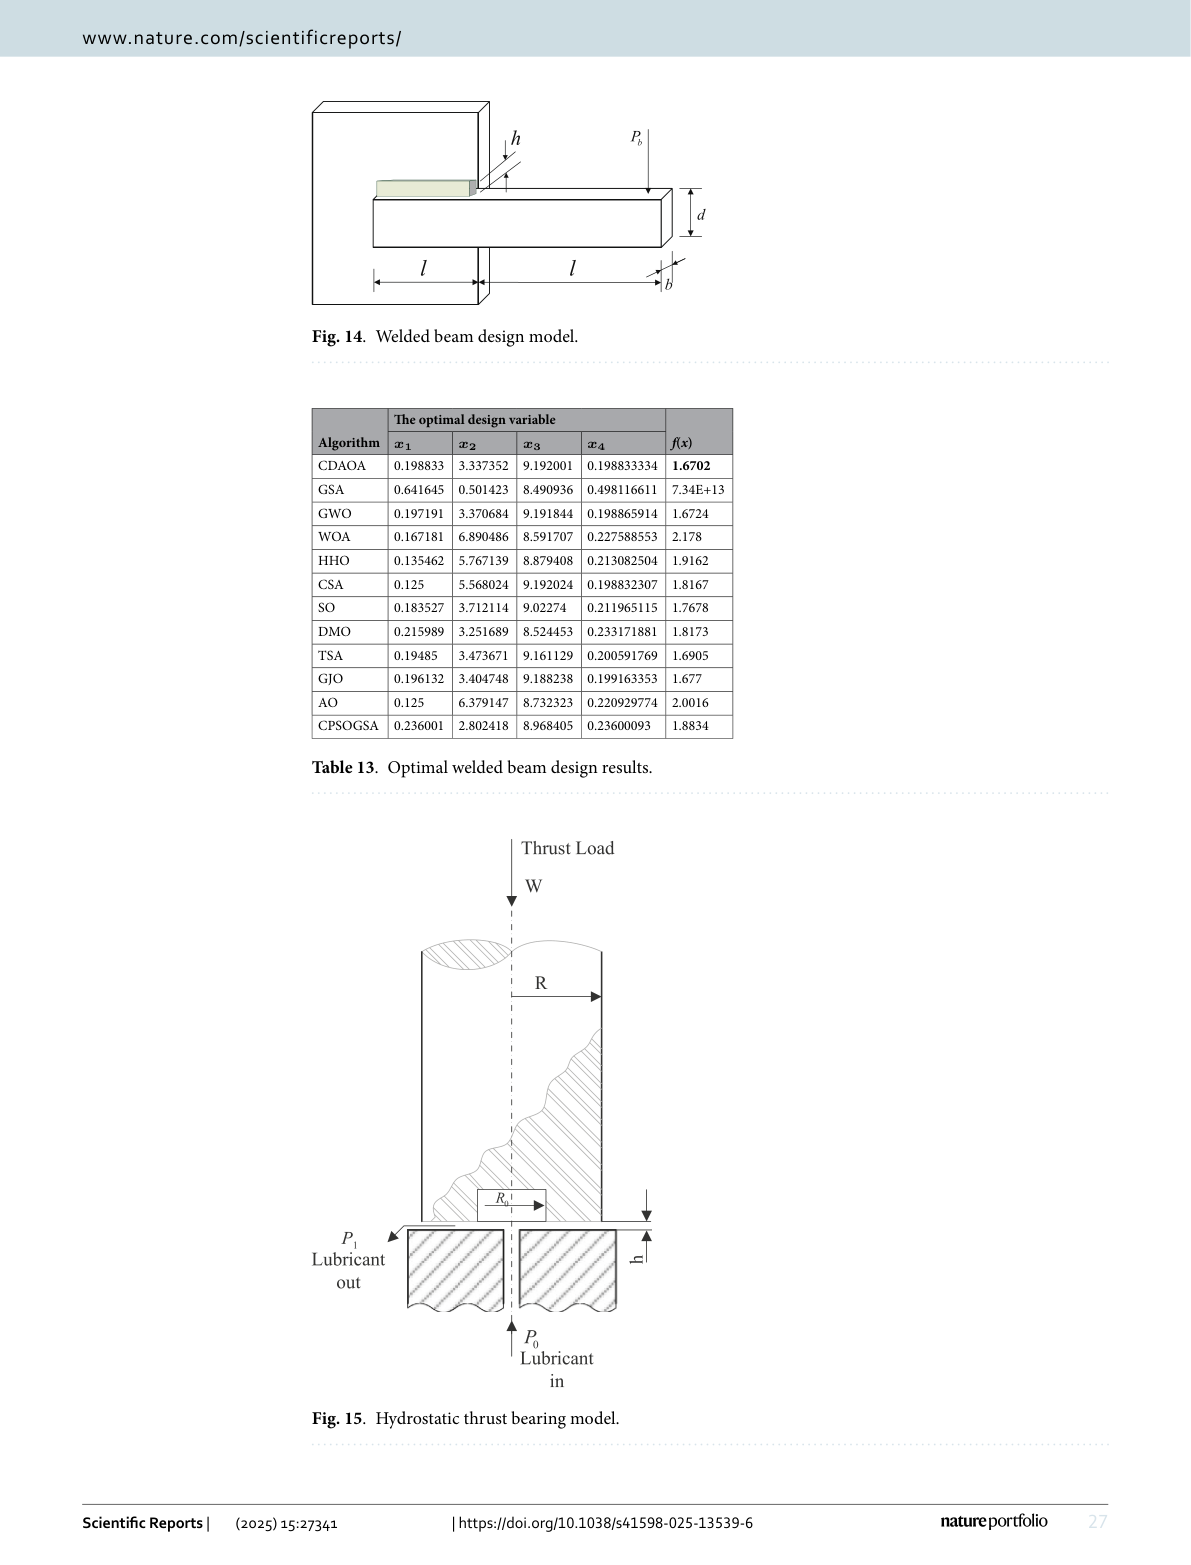 www.nature.com/scientificreports/
h
P_b
d
l
l
b
Fig. 14. Welded beam design model.
The optimal design variable
Algorithm x_1 x_2 x_3 x_4 f(x)
CDAOA 0.198833 3.337352 9.192001 0.198833334 1.6702
GSA 0.641645 0.501423 8.490936 0.498116611 7.34E+13
GWO 0.197191 3.370684 9.191844 0.198865914 1.6724
WOA 0.167181 6.890486 8.591707 0.227588553 2.178
HHO 0.135462 5.767139 8.879408 0.213082504 1.9162
CSA 0.125 5.568024 9.192024 0.198832307 1.8167
SO 0.183527 3.712114 9.02274 0.211965115 1.7678
DMO 0.215989 3.251689 8.524453 0.233171881 1.8173
TSA 0.19485 3.473671 9.161129 0.200591769 1.6905
GJO 0.196132 3.404748 9.188238 0.199163353 1.677
AO 0.125 6.379147 8.732323 0.220929774 2.0016
CPSOGSA 0.236001 2.802418 8.968405 0.23600093 1.8834
Table 13. Optimal welded beam design results.
Thrust Load
W
R
R_0
P_1
Lubricant
out
h
P_0
Lubricant
in
Fig. 15. Hydrostatic thrust bearing model.
Scientific Reports | (2025) 15:27341 | https://doi.org/10.1038/s41598-025-13539-6 nature portfolio 27